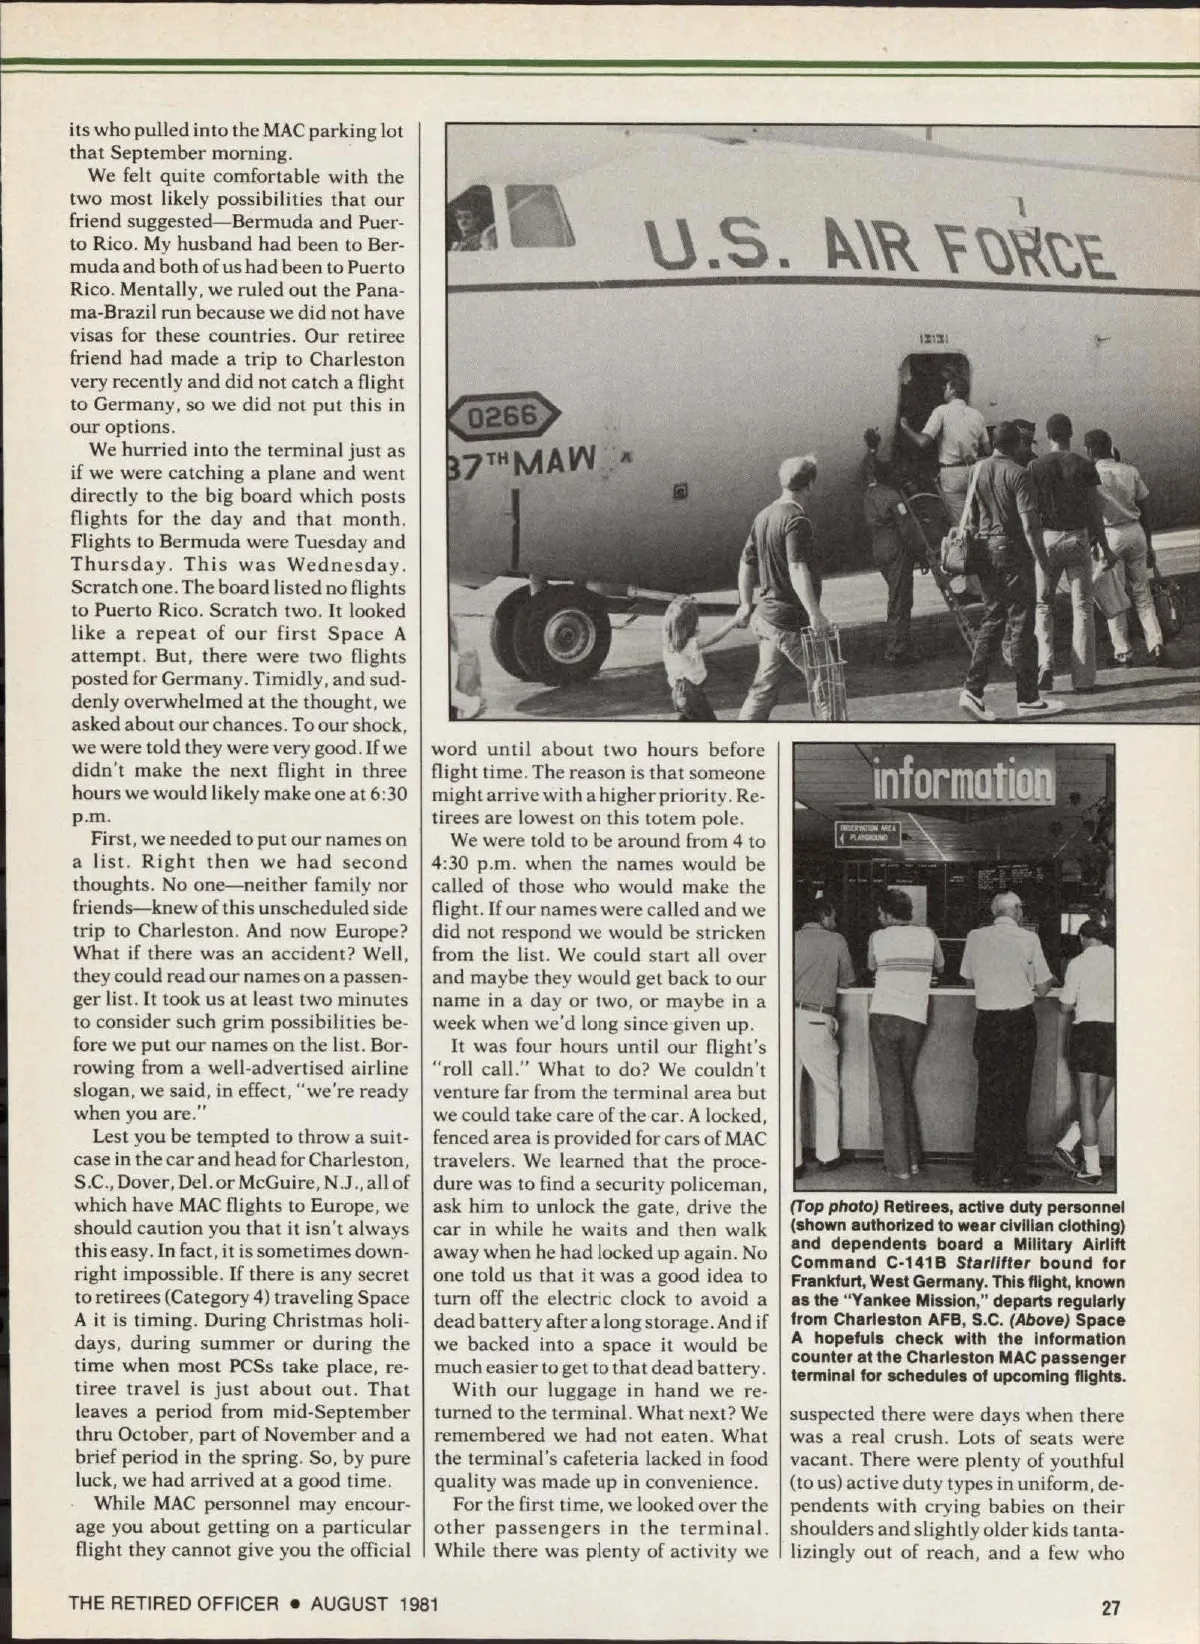 its who pulled into the MAC parking lot
that September morning.
We felt quite comfortable with the
two most likely possibilities that our
friend suggested—Bermuda and Puer-
to Rico. My husband had been to Ber-
muda and both of us had been to Puerto
Rico. Mentally, we ruled out the Pana-
ma-Brazil run because we did not have
visas for these countries. Our retiree
friend had made a trip to Charleston
very recently and did not catch a flight
to Germany, so we did not put this in
our options.
We hurried into the terminal just as
if we were catching a plane and went
directly to the big board which posts
flights for the day and that month.
Flights to Bermuda were Tuesday and
Thursday. This was Wednesday.
Scratch one. The board listed no flights
to Puerto Rico. Scratch two. It looked
like a repeat of our first Space A
attempt. But, there were two flights
posted for Germany. Timidly, and sud-
denly overwhelmed at the thought, we
asked about our chances. To our shock,
we were told they were very good. If we
didn't make the next flight in three
hours we would likely make one at 6:30
p.m.
First, we needed to put our names on
a list. Right then we had second
thoughts. No one—neither family nor
friends—knew of this unscheduled side
trip to Charleston. And now Europe?
What if there was an accident? Well,
they could read our names on a passen-
ger list. It took us at least two minutes
to consider such grim possibilities be-
fore we put our names on the list. Bor-
rowing from a well-advertised airline
slogan, we said, in effect, "we're ready
when you are."
Lest you be tempted to throw a suit-
case in the car and head for Charleston,
S.C., Dover, Del. or McGuire, N.J., all of
which have MAC flights to Europe, we
should caution you that it isn't always
this easy. In fact, it is sometimes down-
right impossible. If there is any secret
to retirees (Category 4) traveling Space
A it is timing. During Christmas holi-
days, during summer or during the
time when most PCSs take place, re-
tiree travel is just about out. That
leaves a period from mid-September
thru October, part of November and a
brief period in the spring. So, by pure
luck, we had arrived at a good time.
While MAC personnel may encour-
age you about getting on a particular
flight they cannot give you the official
U.S. AIR FORCE
0266
37TH MAW
word until about two hours before
flight time. The reason is that someone
might arrive with a higher priority. Re-
tirees are lowest on this totem pole.
We were told to be around from 4 to
4:30 p.m. when the names would be
called of those who would make the
flight. If our names were called and we
did not respond we would be stricken
from the list. We could start all over
and maybe they would get back to our
name in a day or two, or maybe in a
week when we'd long since given up.
It was four hours until our flight's
"roll call." What to do? We couldn't
venture far from the terminal area but
we could take care of the car. A locked,
fenced area is provided for cars of MAC
travelers. We learned that the proce-
dure was to find a security policeman,
ask him to unlock the gate, drive the
car in while he waits and then walk
away when he had locked up again. No
one told us that it was a good idea to
turn off the electric clock to avoid a
dead battery after a long storage. And if
we backed into a space it would be
much easier to get to that dead battery.
With our luggage in hand we re-
turned to the terminal. What next? We
remembered we had not eaten. What
the terminal's cafeteria lacked in food
quality was made up in convenience.
For the first time, we looked over the
other passengers in the terminal.
While there was plenty of activity we
information
OBSERVATION AREA
PLAYGROUND
(Top photo) Retirees, active duty personnel
(shown authorized to wear civilian clothing)
and dependents board a Military Airlift
Command C-141B Starlifter bound for
Frankfurt, West Germany. This flight, known
as the "Yankee Mission," departs regularly
from Charleston AFB, S.C. (Above) Space
A hopefuls check with the information
counter at the Charleston MAC passenger
terminal for schedules of upcoming flights.
suspected there were days when there
was a real crush. Lots of seats were
vacant. There were plenty of youthful
(to us) active duty types in uniform, de-
pendents with crying babies on their
shoulders and slightly older kids tanta-
lizingly out of reach, and a few who
THE RETIRED OFFICER • AUGUST 1981
27